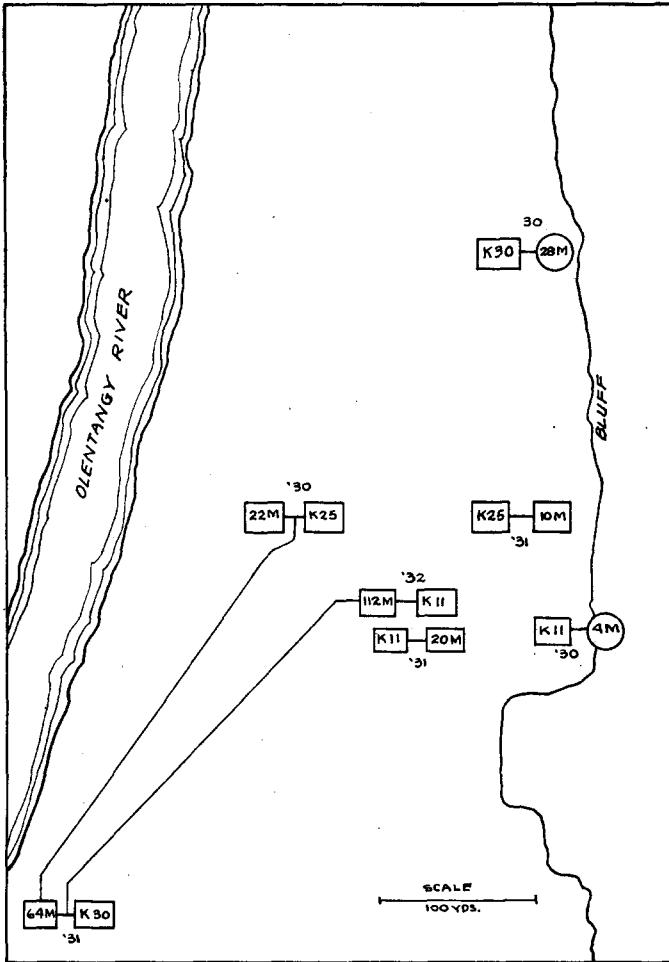 30
K30 28M
OLENTANGY RIVER
BLUFF
'30
22M K25
K25 10M
'31
'32
112M K11
K11 20M
'31
K11 4M
'30
SCALE
100 YDS.
64M K30
'31